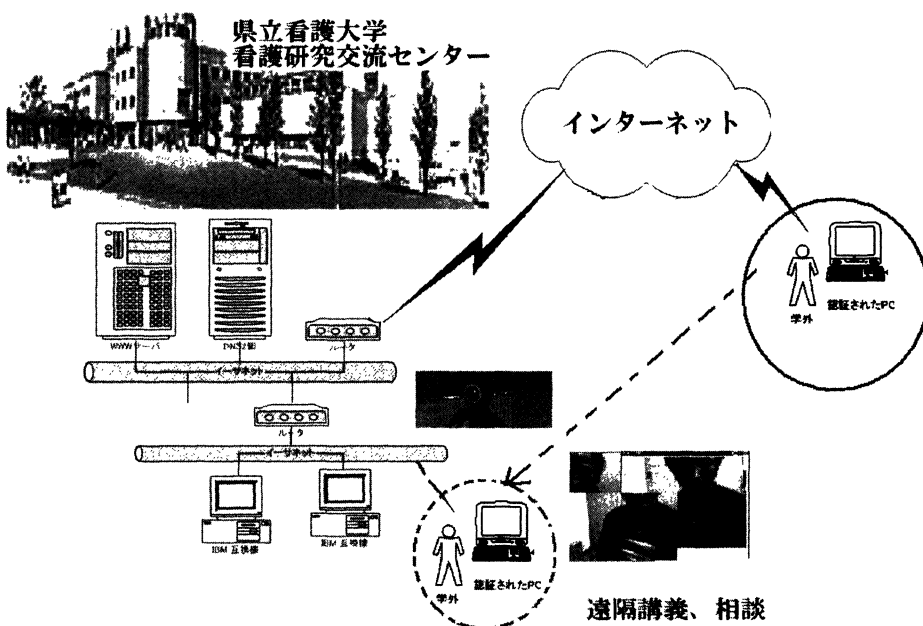 県立看護大学
看護研究交流センター
インターネット
学外
認証されたPC
WWWサーバ
ルータ
イーサネット
ルータ
イーサネット
IBM 互換機
IBM 互換機
学外
認証されたPC
遠隔講義、相談